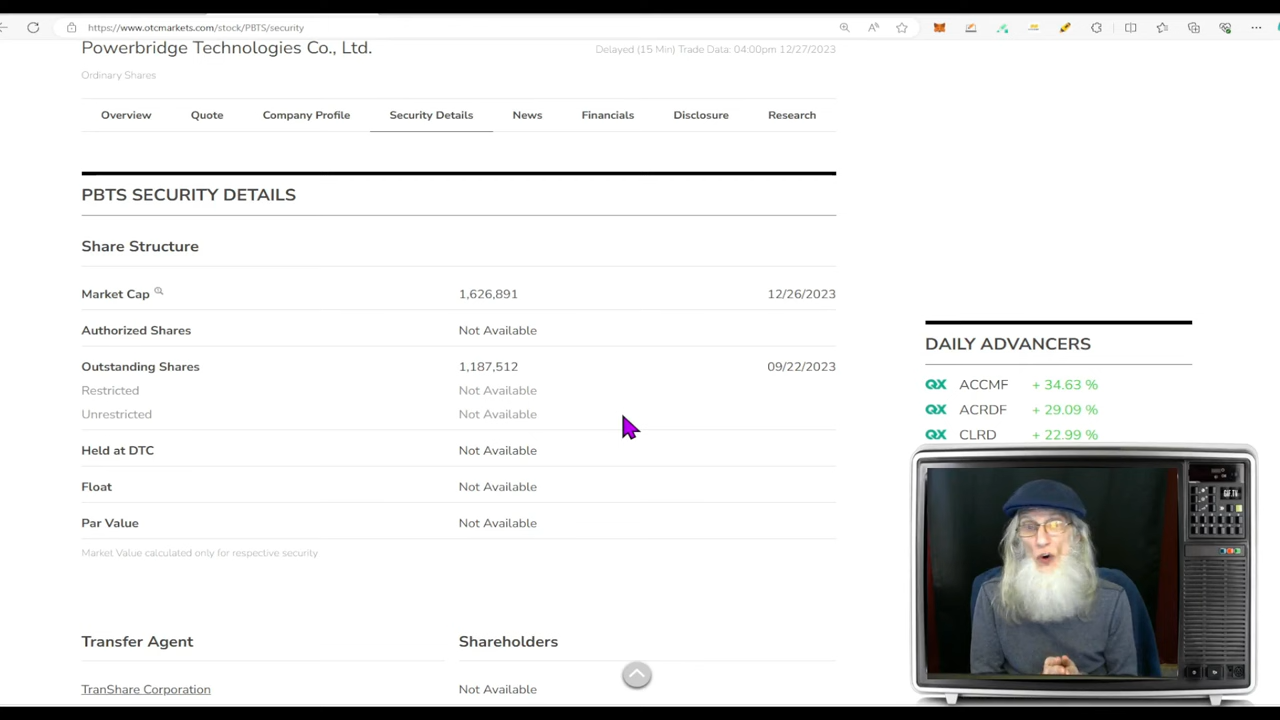 https://www.otcmarkets.com/stock/PBTS/security
Powerbridge Technologies Co., Ltd.
Delayed (15 Min) Trade Data: 04:00pm 12/27/2023
Ordinary Shares
Overview Quote Company Profile Security Details News Financials Disclosure Research
PBTS SECURITY DETAILS
Share Structure
Market Cap 1,626,891 12/26/2023
Authorized Shares Not Available
Outstanding Shares 1,187,512 09/22/2023
Restricted Not Available
Unrestricted Not Available
Held at DTC Not Available
Float Not Available
Par Value Not Available
Market Value calculated only for respective security
Transfer Agent
TranShare Corporation
Shareholders
Not Available
DAILY ADVANCERS
QX ACCMF + 34.63 %
QX ACRDF + 29.09 %
QX CLRD + 22.99 %
GIF.TV